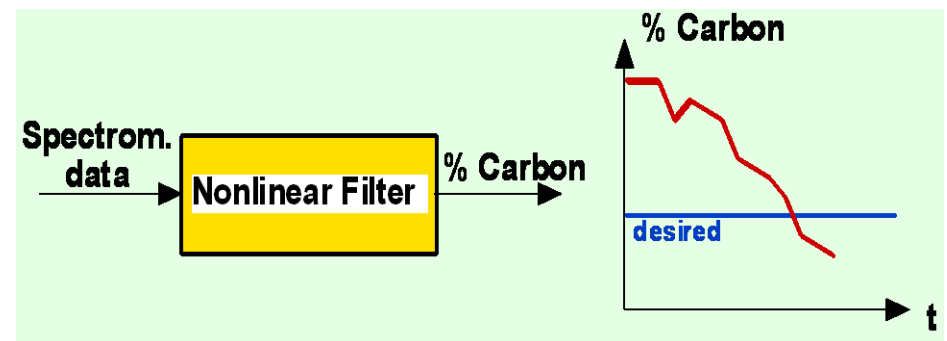 Spectrom.
data
Nonlinear Filter
% Carbon
% Carbon
desired
t